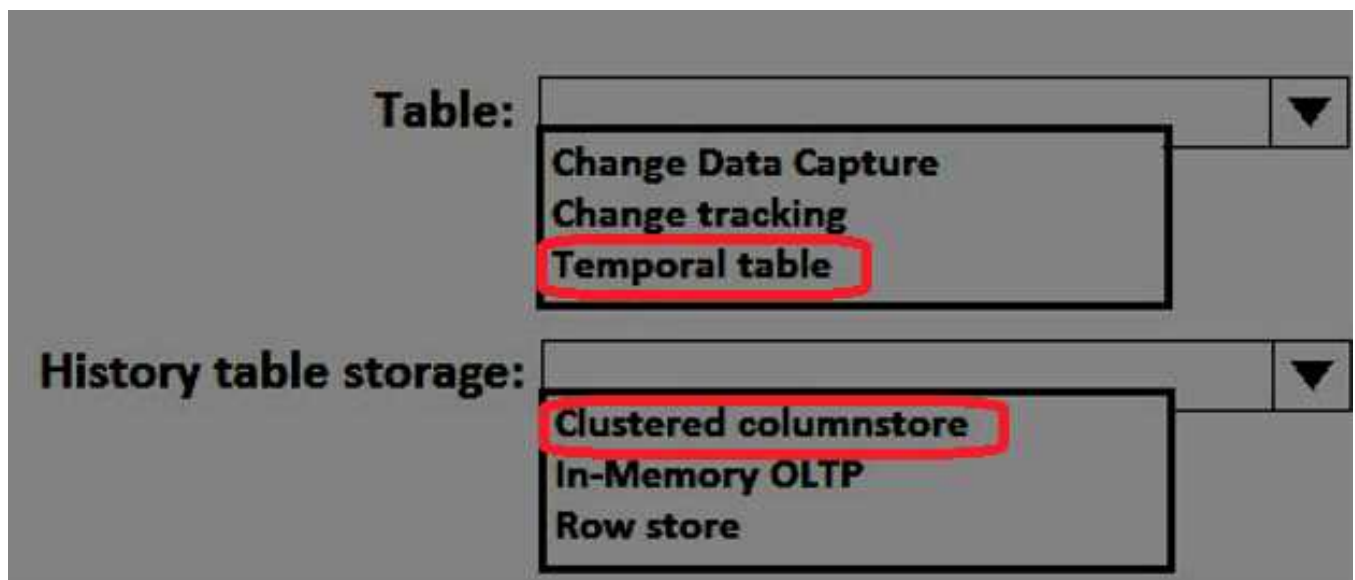 Table:
Change Data Capture
Change tracking
Temporal table
History table storage:
Clustered columnstore
In-Memory OLTP
Row store